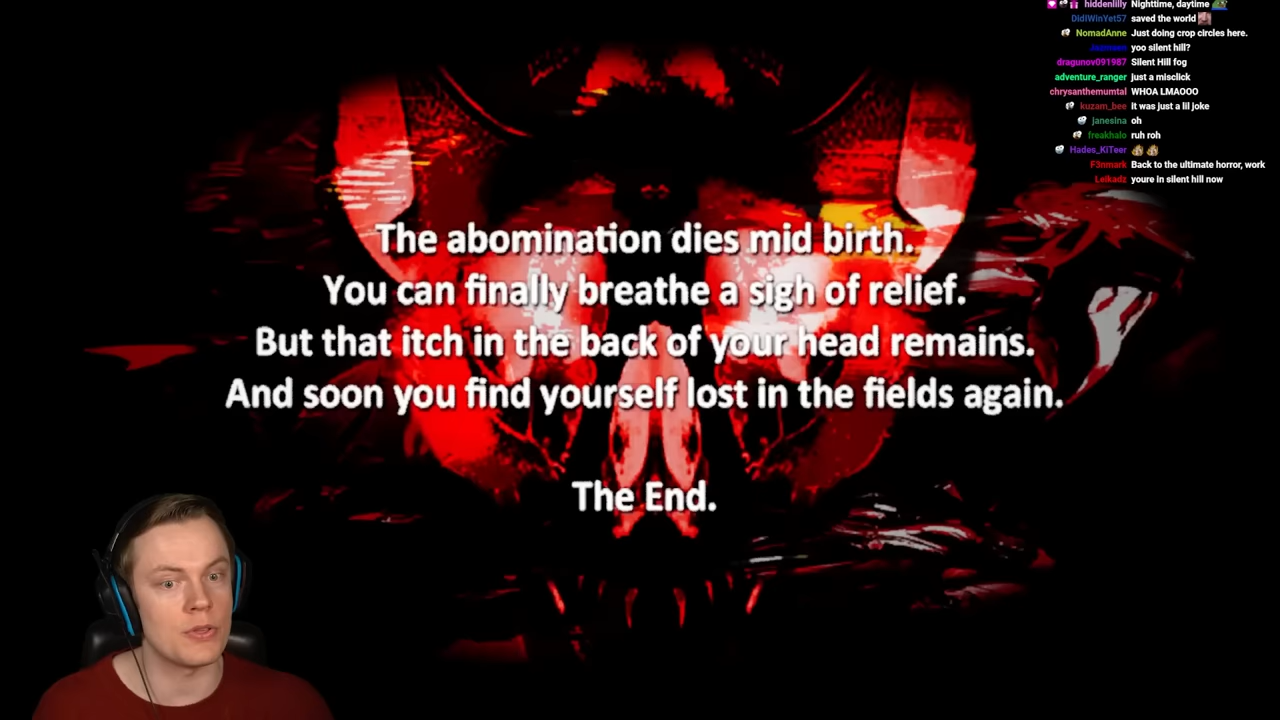 hiddenlilly Nighttime, daytime
DidIWinYet57 saved the world
NomadAnne Just doing crop circles here.
yoo silent hill?
dragunov091987 Silent Hill fog
adventure_ranger just a misclick
chrysanthemumtal WHOA LMAOOO
kuzam_bee it was just a lil joke
janesina oh
freakhalo ruh roh
Hades_KiTeer
F3nmark Back to the ultimate horror, work
Leikadz youre in silent hill now
The abomination dies mid birth.
You can finally breathe a sigh of relief.
But that itch in the back of your head remains.
And soon you find yourself lost in the fields again.
The End.